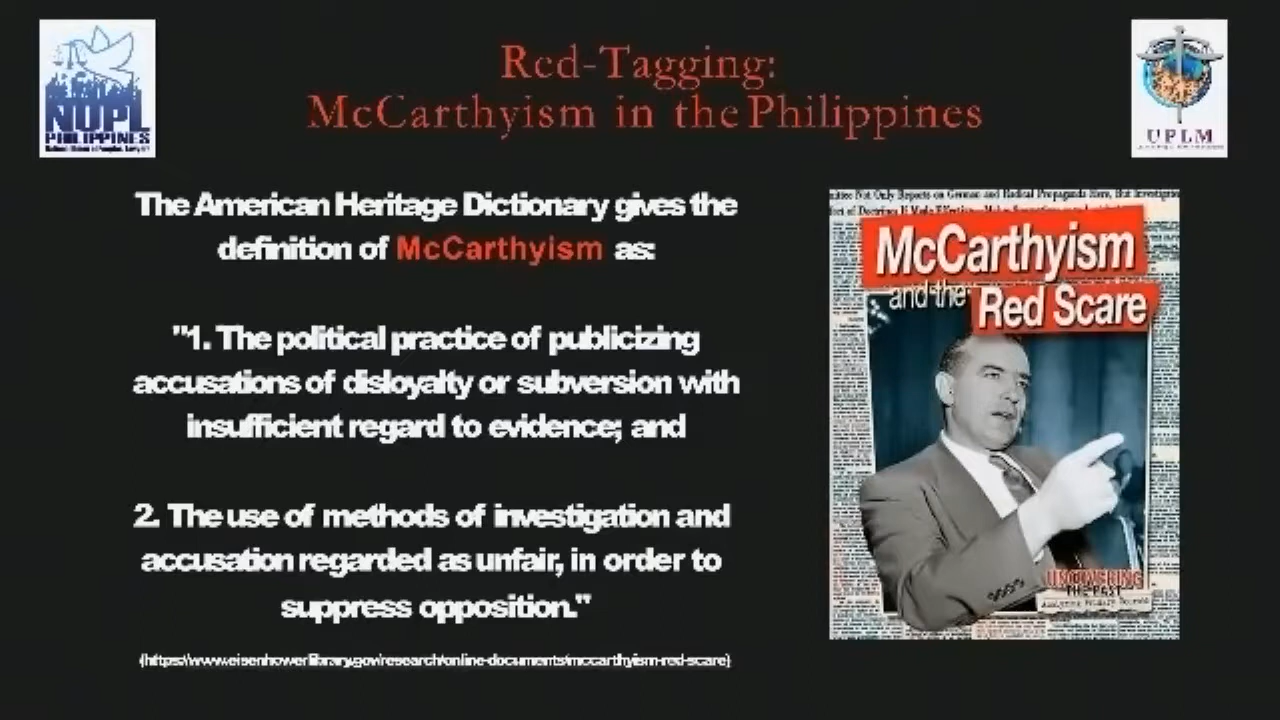 NUPL
PHILIPPINES
Red-Tagging:
McCarthyism in the Philippines
UPLM
The American Heritage Dictionary gives the
definition of McCarthyism as:
"1. The political practice of publicizing
accusations of disloyalty or subversion with
insufficient regard to evidence; and
2. The use of methods of investigation and
accusation regarded as unfair, in order to
suppress opposition."
(https://www.eisenhowerlibrary.gov/research/online-documents/mccarthyism-red-scare)
McCarthyism
and the Red Scare
UNCOVERING
THE PAST